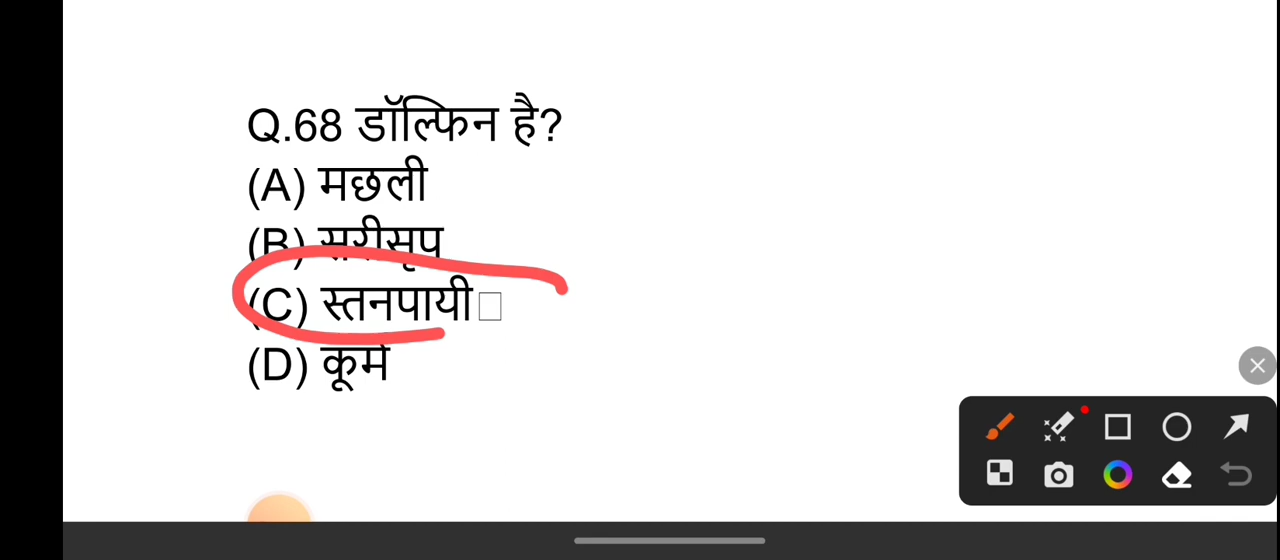 Q.68 डॉल्फिन है?
(A) मछली
(B) सरीसृप
(C) स्तनपायी
(D) कूर्म